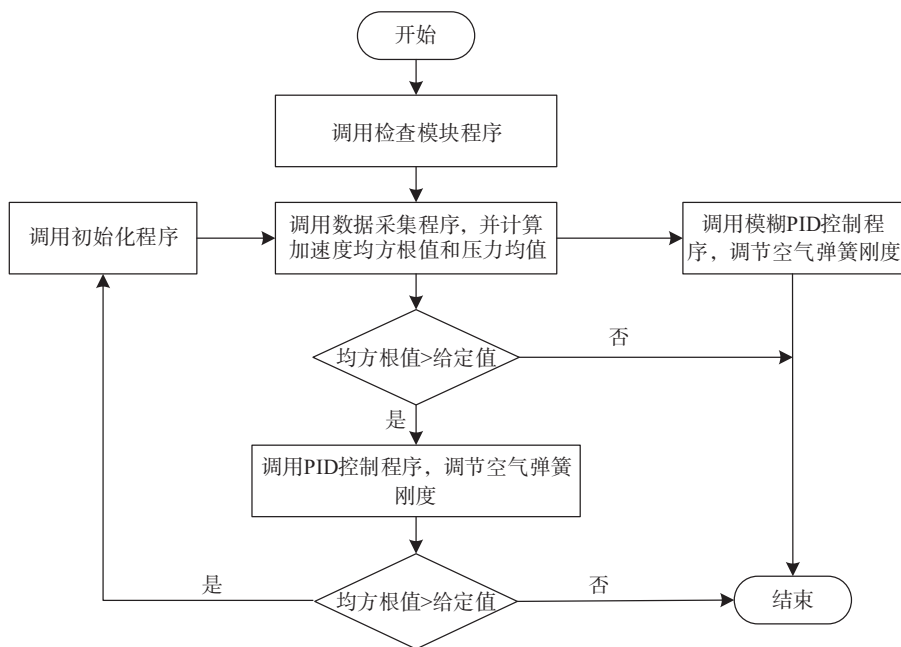 开始
调用检查模块程序
调用初始化程序
调用数据采集程序，并计算
加速度均方根值和压力均值
调用模糊PID控制程
序，调节空气弹簧刚度
均方根值>给定值
否
是
调用PID控制程序，调节空气弹簧
刚度
是
均方根值>给定值
否
结束